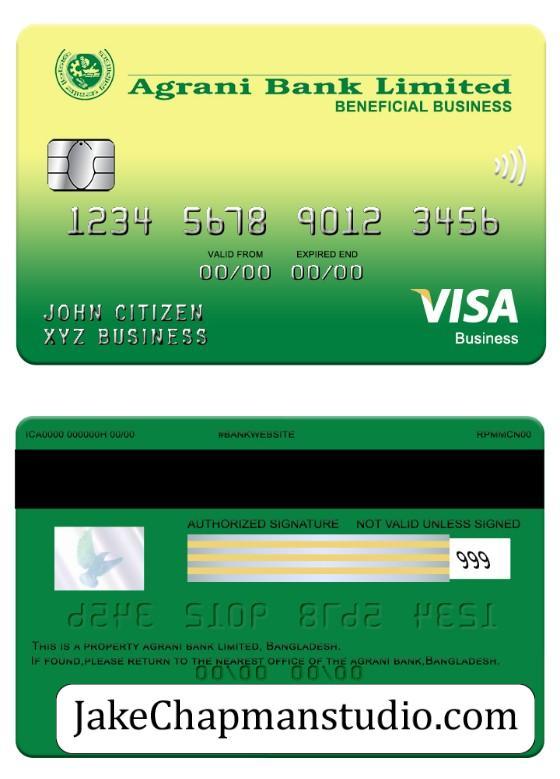 Agrani Bank Limited
BENEFICIAL BUSINESS
1234 5678 9012 3456
VALID FROM EXPIRED END
00/00 00/00
JOHN CITIZEN
XYZ BUSINESS
VISA
Business
ICA0000 000000H 00/00 #BANKWEBSITE RPMMCN00
AUTHORIZED SIGNATURE NOT VALID UNLESS SIGNED
999
THIS IS A PROPERTY AGRANI BANK LIMITED, BANGLADESH.
IF FOUND,PLEASE RETURN TO THE NEAREST OFFICE OF THE AGRANI BANK,BANGLADESH.
JakeChapmanstudio.com